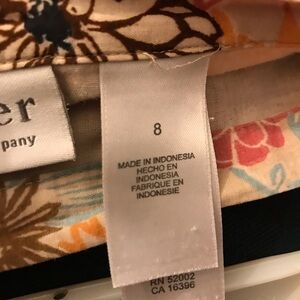 er
pany
8
MADE IN INDONESIA
HECHO EN
INDONESIA
FABRIQUE EN
INDONESIE
RN 52002
CA 16396